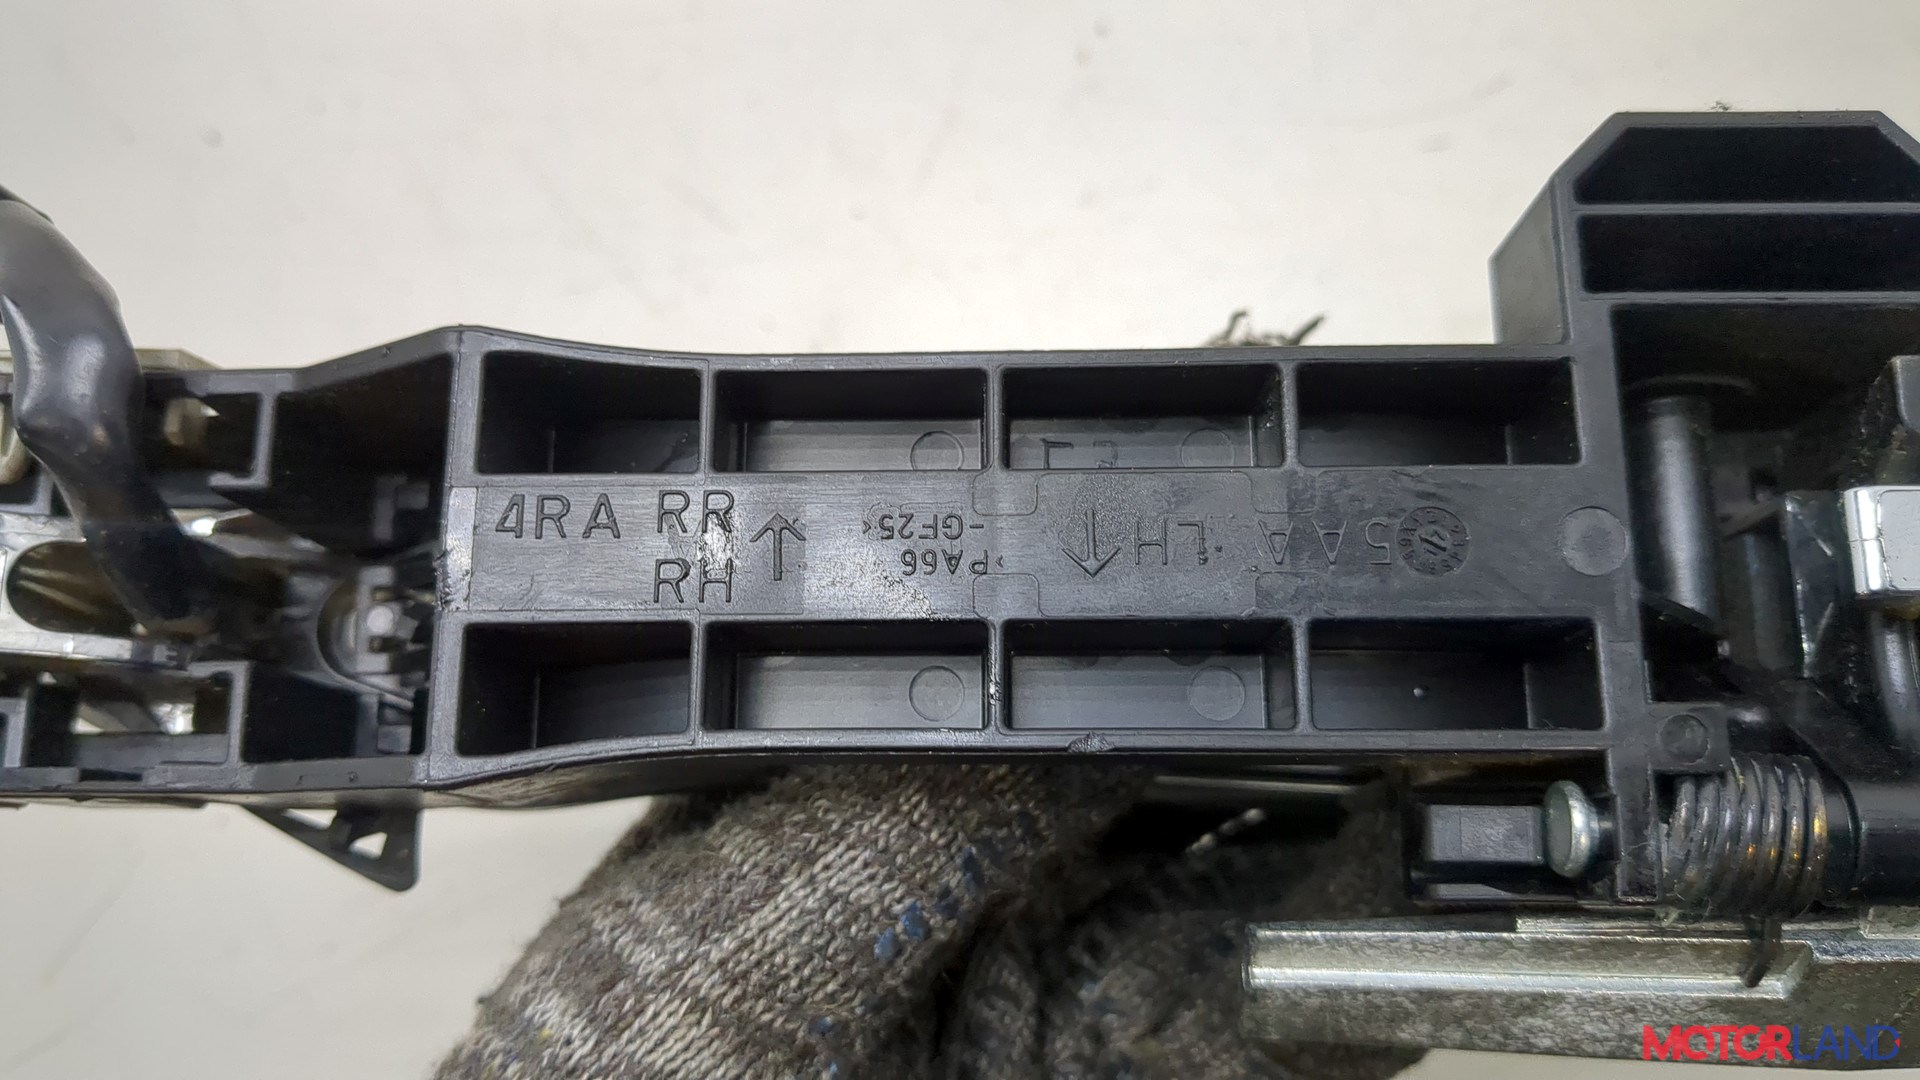 4RA RR
RH
>PA66
-GF25<
5AA LH
MOTORLAND